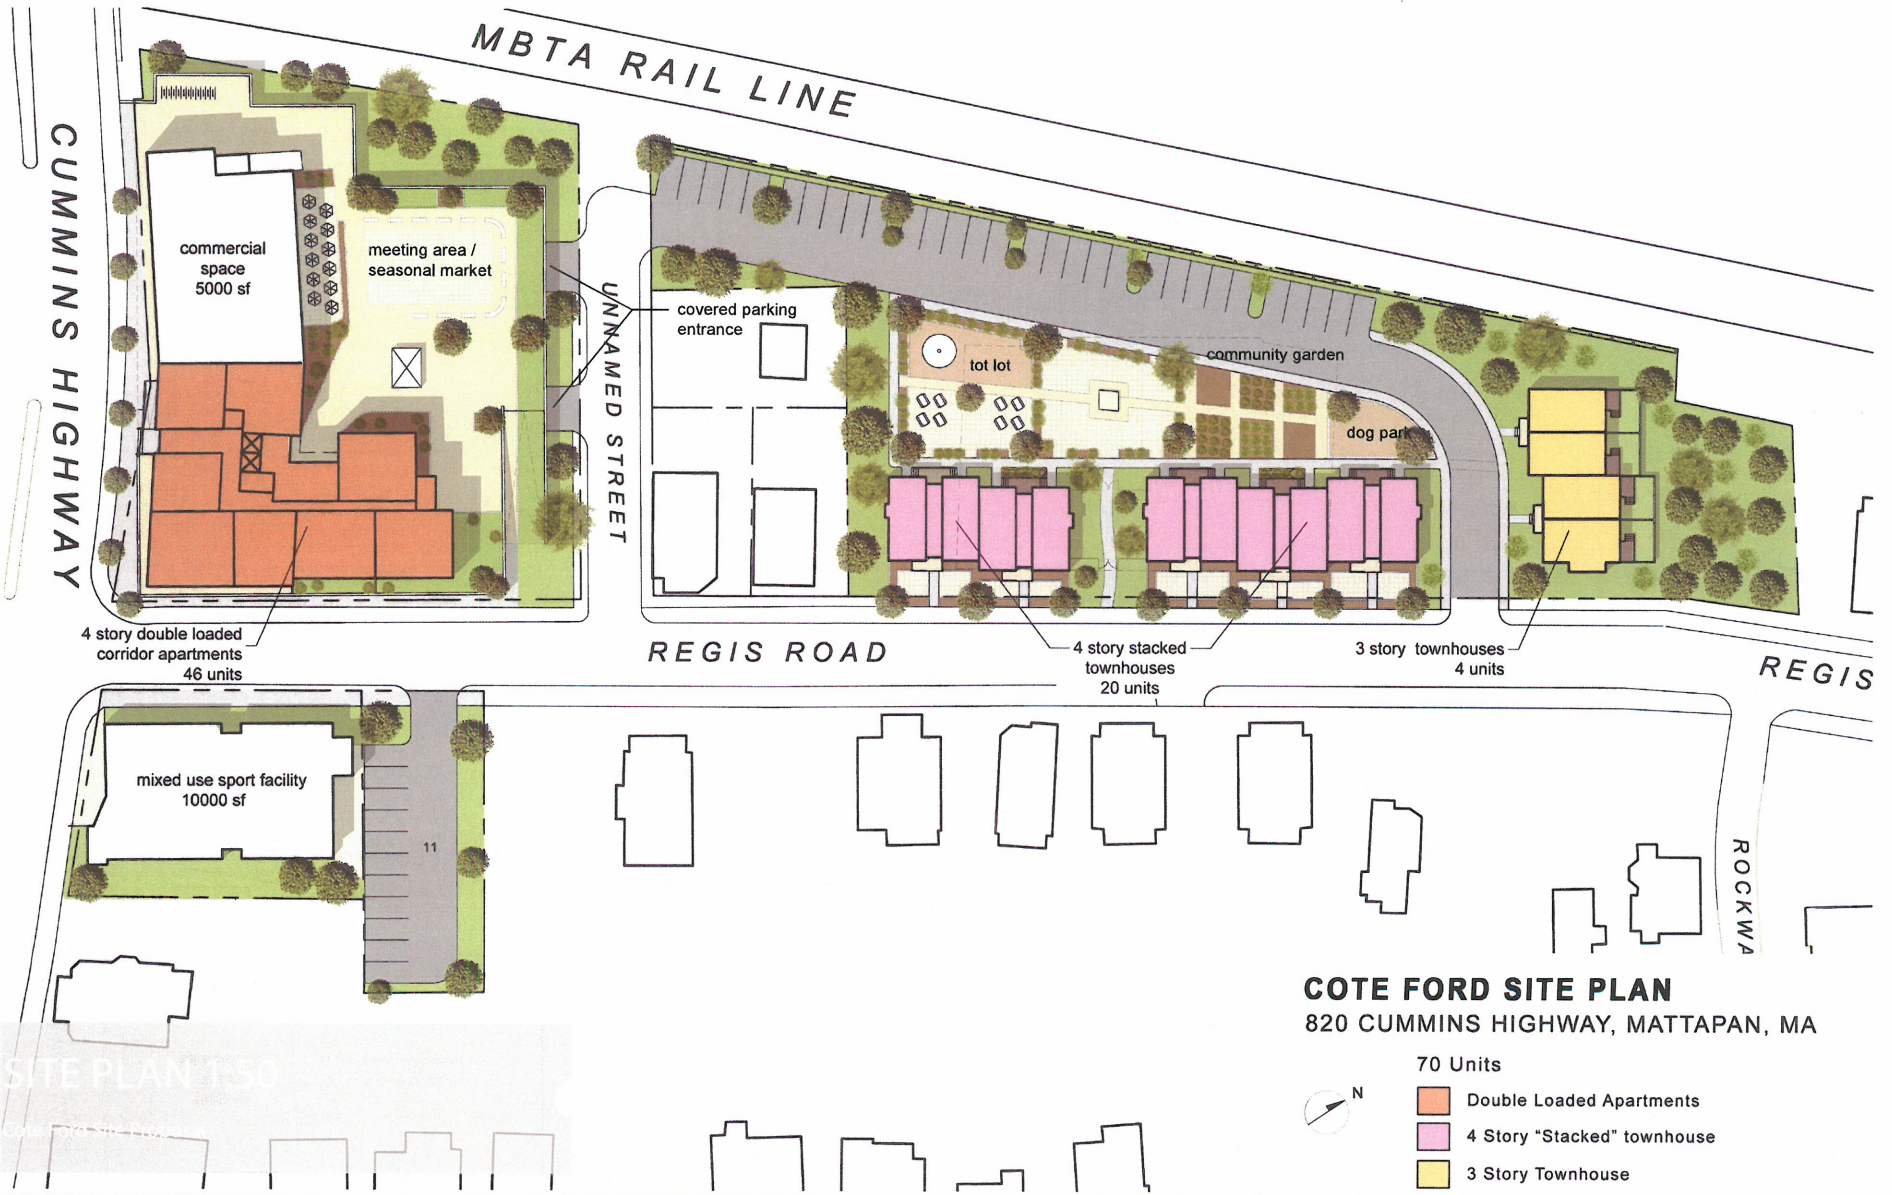 MBTA RAIL LINE
CUMMINS HIGHWAY
commercial
space
5000 sf
meeting area /
seasonal market
covered parking
entrance
UNNAMED STREET
tot lot
community garden
dog park
4 story double loaded
corridor apartments
46 units
REGIS ROAD
4 story stacked
townhouses
20 units
3 story townhouses
4 units
REGIS
mixed use sport facility
10000 sf
11
ROCKWA
COTE FORD SITE PLAN
820 CUMMINS HIGHWAY, MATTAPAN, MA
70 Units
N
Double Loaded Apartments
4 Story "Stacked" townhouse
3 Story Townhouse
SITE PLAN 1:50
Cote Ford Site